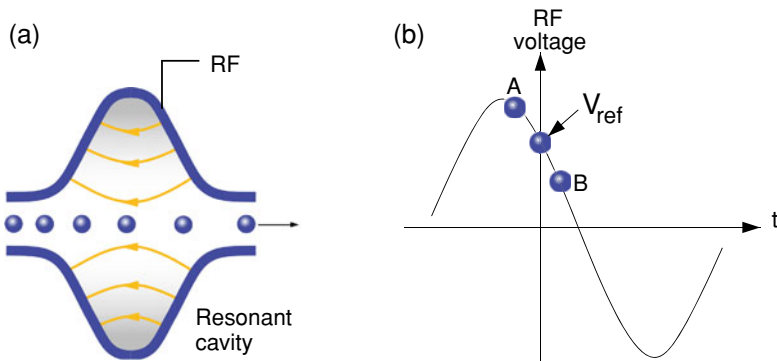 (a)
RF
Resonant
cavity
(b)
RF
voltage
A
Vref
B
t